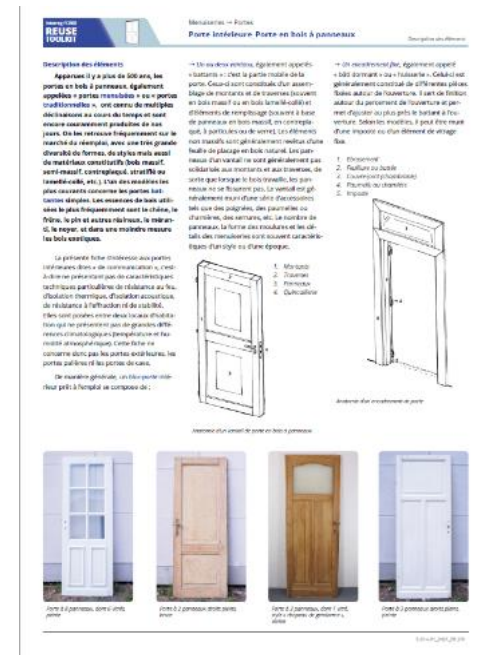 Interreg FCRBE
REUSE
TOOLKIT
Menuiseries → Portes
Porte intérieure-Porte en bois à panneaux
Description des éléments
Description des éléments
Apparues il y a plus de 500 ans, les
portes en bois à panneaux, également
appelées « portes menuisées » ou « portes
traditionnelles », ont connu de multiples
déclinaisons au cours du temps et sont
encore couramment produites de nos
jours. On les retrouve fréquemment sur le
marché du réemploi, avec une très grande
diversité de formes, de styles mais aussi
de matériaux constitutifs (bois massif,
semi-massif, contreplaqué, stratifié ou
lamellé-collé, etc.). L'un des modèles les
plus courants concerne les portes bat-
tantes simples. Les essences de bois utili-
sées le plus fréquemment sont le chêne, le
frêne, le pin et autres résineux, le méran-
ti, le noyer, et dans une moindre mesure
les bois exotiques.
La présente fiche s'intéresse aux portes
intérieures dites « de communication », c'est-
à-dire ne présentant pas de caractéristiques
techniques particulières de résistance au feu,
d'isolation thermique, d'isolation acoustique,
de résistance à l'effraction ni de stabilité.
Elles sont posées entre deux locaux d'habita-
tion qui ne présentent pas de grandes diffé-
rences climatologiques (température et hu-
midité atmosphérique). Cette fiche ne
concerne donc pas les portes extérieures, les
portes palières ni les portes de cave.
De manière générale, un bloc-porte inté-
rieur prêt à l'emploi se compose de :
→ Un ou deux vantaux, également appelés
« battants » : c'est la partie mobile de la
porte. Ceux-ci sont constitués d'un assem-
blage de montants et de traverses (souvent
en bois massif ou en bois lamellé-collé) et
d'éléments de remplissage (souvent à base
de panneaux en bois massif, en contrepla-
qué, à particules ou de verre). Les éléments
non massifs sont généralement revêtus d'une
feuille de placage en bois naturel. Les pan-
neaux d'un vantail ne sont généralement pas
solidarisés aux montants et aux traverses, de
sorte que lorsque le bois travaille, les pan-
neaux ne se fissurent pas. Le vantail est gé-
néralement muni d'une série d'accessoires
tels que des poignées, des paumelles ou
charnières, des serrures, etc. Le nombre de
panneaux, la forme des moulures et les dé-
tails des menuiseries sont souvent caractéris-
tiques d'un style ou d'une époque.
1. Montants
2. Traverses
3. Panneaux
4. Quincaillerie
Anatomie d'un vantail de porte en bois à panneaux
→ Un encadrement fixe, également appelé
« bâti dormant » ou « huisserie ». Celui-ci est
généralement constitué de différentes pièces
fixées autour de l'ouverture. Il sert de finition
autour du percement de l'ouverture et per-
met d'ajuster au plus près le battant à l'ou-
verture. Selon les modèles, il peut être muni
d'une imposte ou d'un élément de vitrage
fixe.
1. Ébrasement
2. Feuillure ou battée
3. Couvre-joint (chambranle)
4. Paumelle ou charnière
5. Imposte
Anatomie d'un encadrement de porte
Porte à 8 panneaux, dont 6 vitrés,
peinte
Porte à 2 panneaux droits
Porte à 3 panneaux, dont 1 vitré,
style « chapeau de gendarme »,
Porte à 3 panneaux droits plans,
peinte